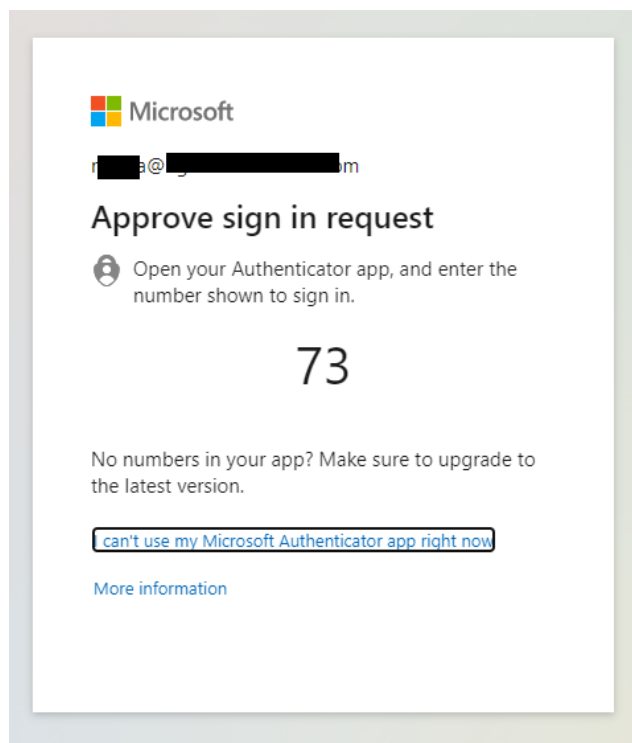 Microsoft
Approve sign in request
Open your Authenticator app, and enter the
number shown to sign in.
73
No numbers in your app? Make sure to upgrade to
the latest version.
I can't use my Microsoft Authenticator app right now
More information